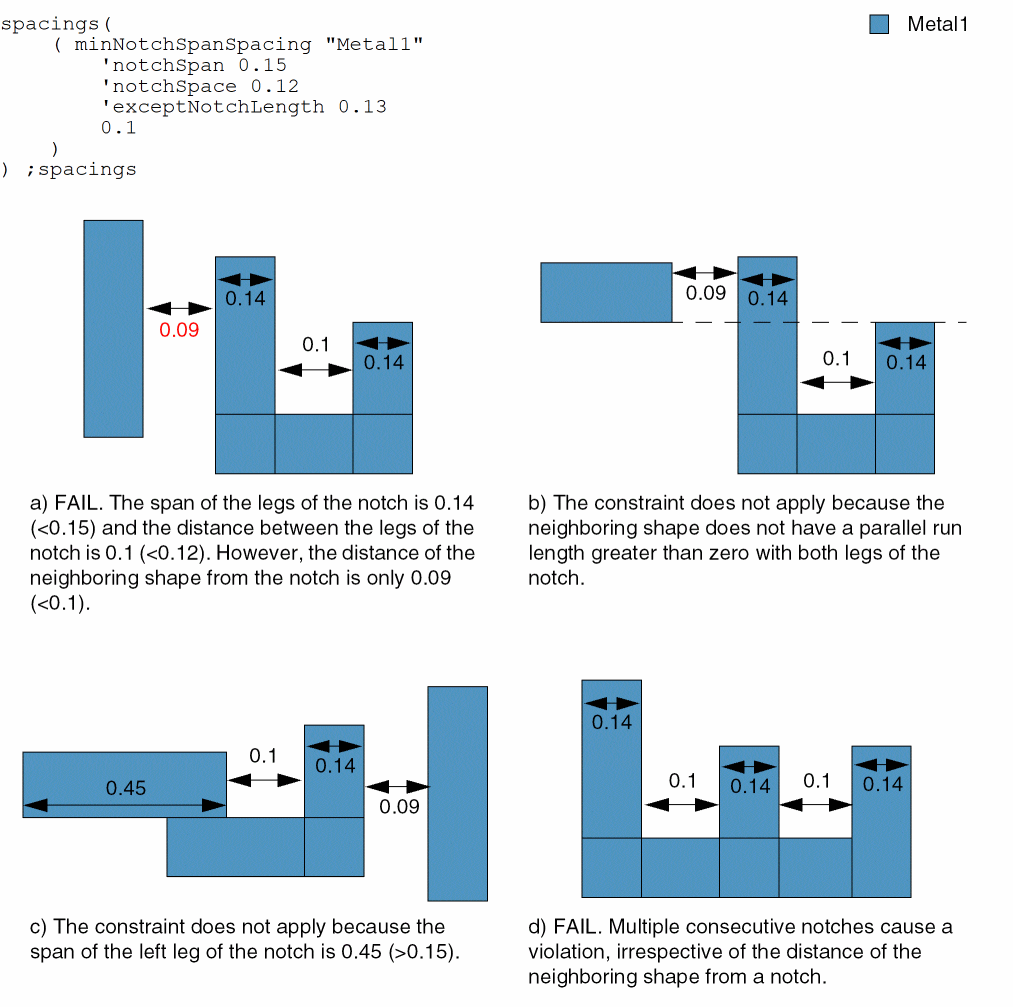 spacings(
( minNotchSpanSpacing "Metal1"
'notchSpan 0.15
'notchSpace 0.12
'exceptNotchLength 0.13
0.1
)
) ;spacings
Metal1
0.14
0.09
0.1
0.14
0.09
0.14
0.1
0.14
a) FAIL. The span of the legs of the notch is 0.14
(<0.15) and the distance between the legs of the
notch is 0.1 (<0.12). However, the distance of the
neighboring shape from the notch is only 0.09
(<0.1).
b) The constraint does not apply because the
neighboring shape does not have a parallel run
length greater than zero with both legs of the
notch.
0.1
0.14
0.45
0.09
0.14
0.1
0.14
0.1
0.14
c) The constraint does not apply because the
span of the left leg of the notch is 0.45 (>0.15).
d) FAIL. Multiple consecutive notches cause a
violation, irrespective of the distance of the
neighboring shape from a notch.